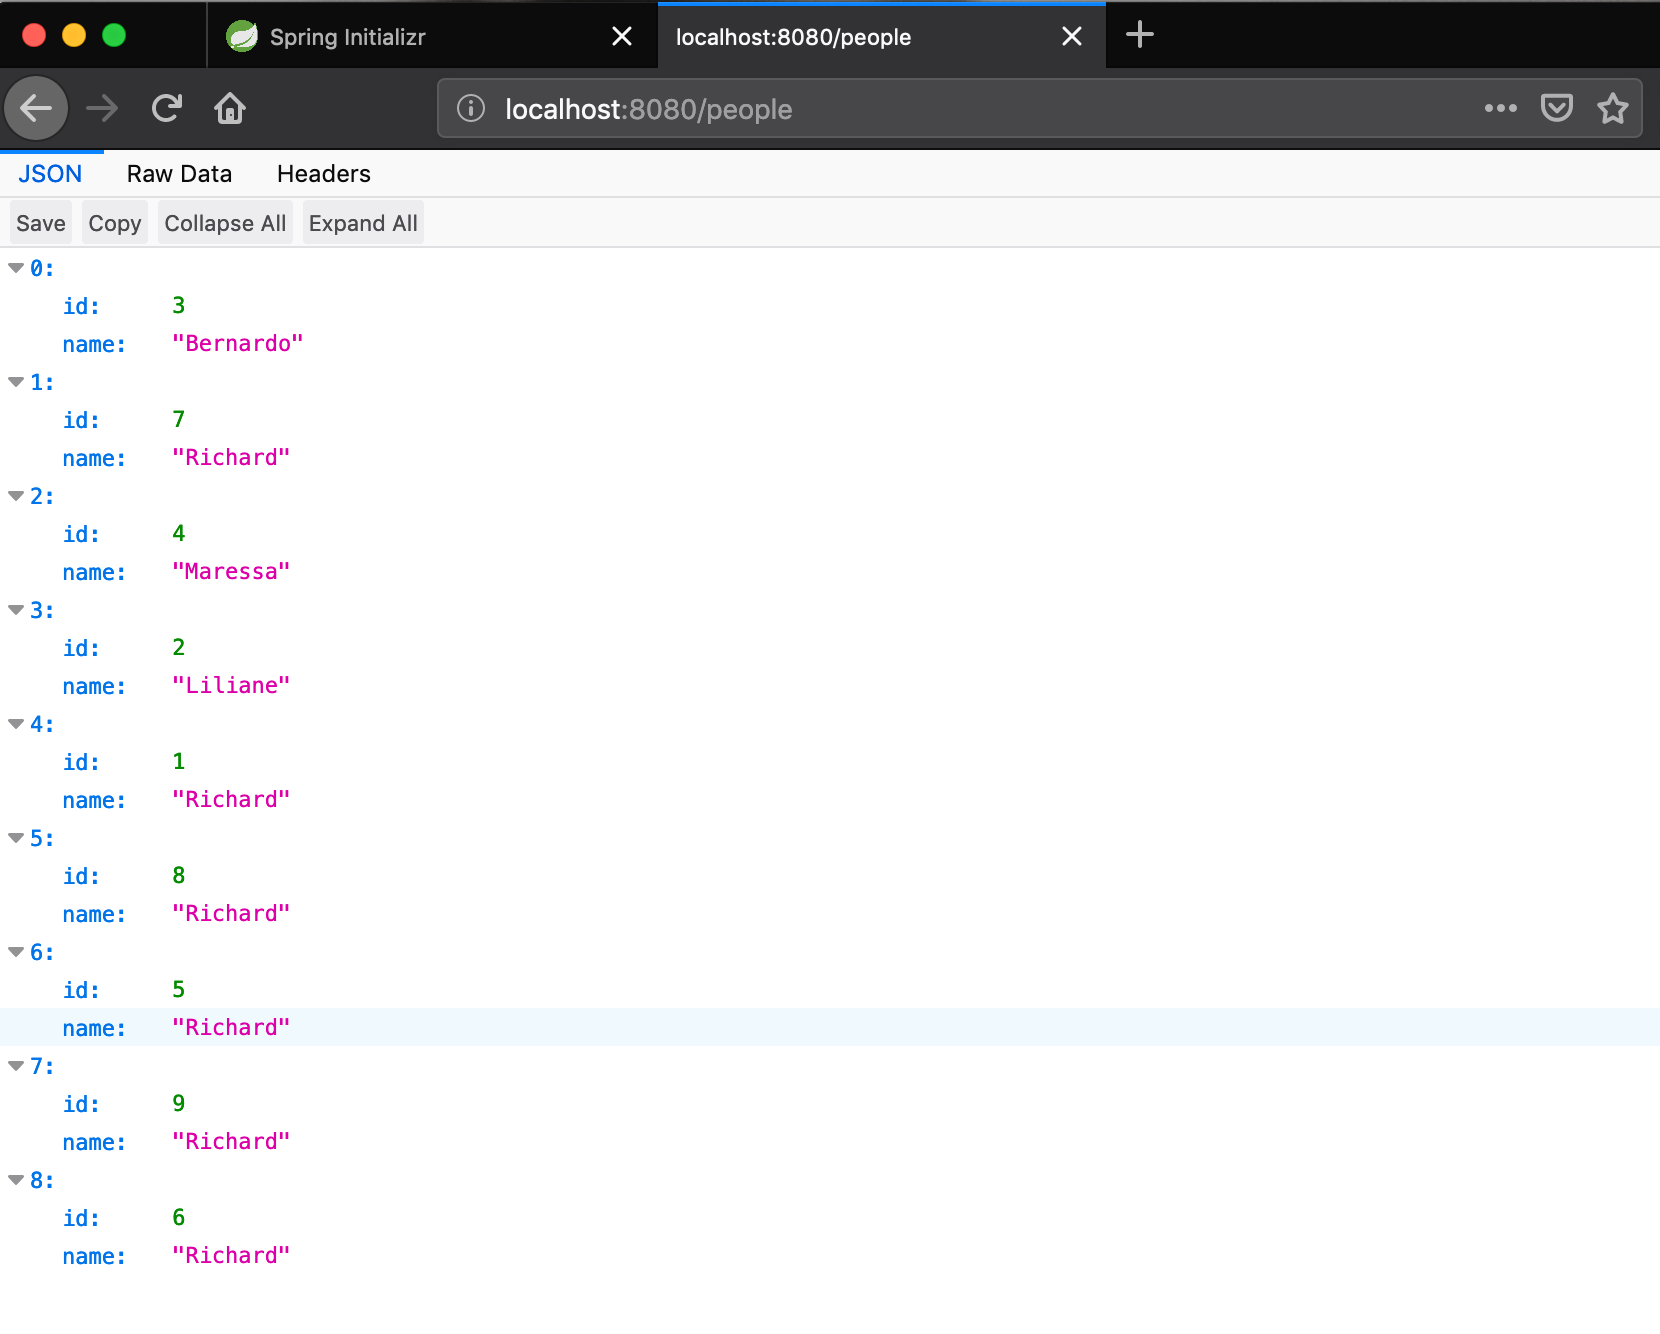 Spring Initializr
localhost:8080/people
localhost:8080/people
JSON Raw Data Headers
Save Copy Collapse All Expand All
0:
id: 3
name: "Bernardo"
1:
id: 7
name: "Richard"
2:
id: 4
name: "Maressa"
3:
id: 2
name: "Liliane"
4:
id: 1
name: "Richard"
5:
id: 8
name: "Richard"
6:
id: 5
name: "Richard"
7:
id: 9
name: "Richard"
8:
id: 6
name: "Richard"